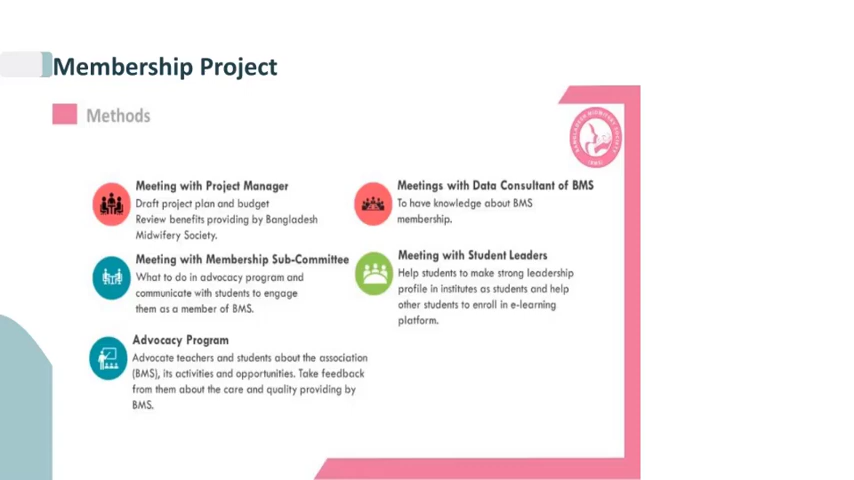 Membership Project
Methods
BANGLADESH MIDWIFERY SOCIETY
Meeting with Project Manager
Draft project plan and budget
Review benefits providing by Bangladesh
Midwifery Society.
Meeting with Membership Sub-Committee
What to do in advocacy program and
communicate with students to engage
them as a member of BMS.
Advocacy Program
Advocate teachers and students about the association
(BMS), its activities and opportunities. Take feedback
from them about the care and quality providing by
BMS.
Meetings with Data Consultant of BMS
To have knowledge about BMS
membership.
Meeting with Student Leaders
Help students to make strong leadership
profile in institutes as students and help
other students to enroll in e-learning
platform.